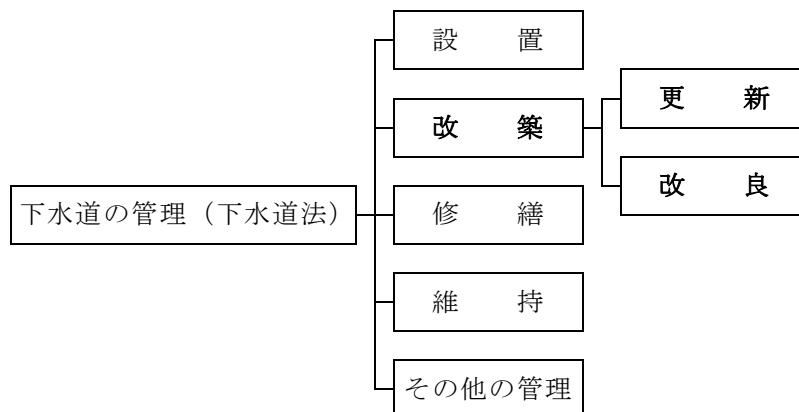 設　　置
更　　新
改　　築
改　　良
下水道の管理（下水道法）
修　　繕
維　　持
その他の管理